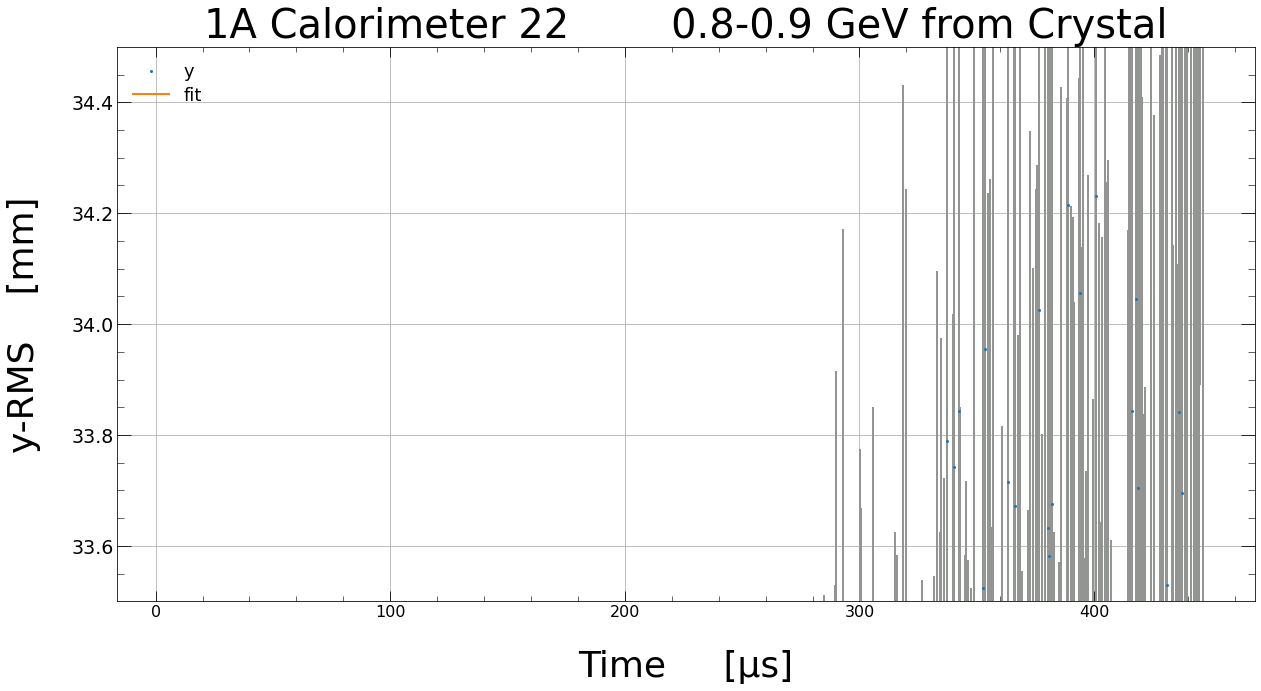 1A Calorimeter 22 0.8-0.9 GeV from Crystal
y
fit
34.4
34.2
34.0
33.8
33.6
y-RMS [mm]
0 100 200 300 400
Time [μs]